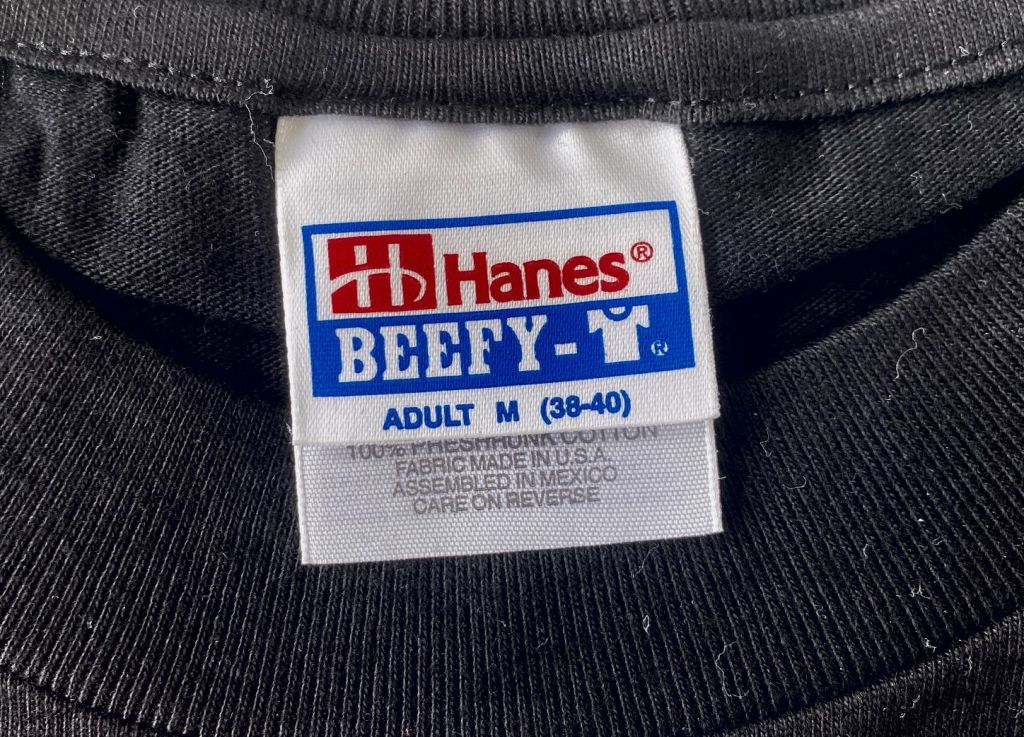 Hanes®
BEEFY-T®
ADULT M (38-40)
100% PRESHRUNK COTTON
FABRIC MADE IN U.S.A.
ASSEMBLED IN MEXICO
CARE ON REVERSE